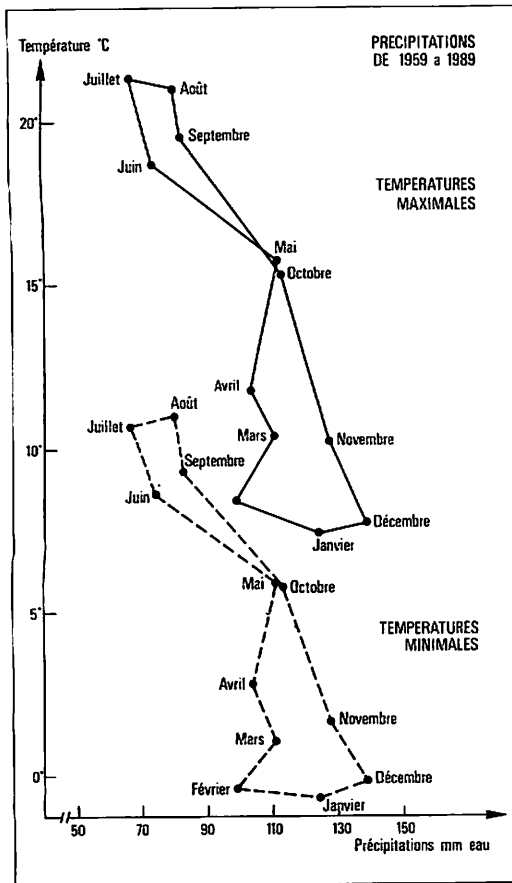 Température °C
PRECIPITATIONS
DE 1959 a 1989
Juillet
Août
20°
Septembre
Juin
TEMPERATURES
MAXIMALES
Mai
15°
Octobre
Avril
Août
Juillet
Mars
Novembre
10°
Septembre
Juin
Décembre
Janvier
Mai
Octobre
5°
TEMPERATURES
MINIMALES
Avril
Novembre
Mars
0°
Décembre
Février
Janvier
50 70 90 110 130 150
Précipitations mm eau